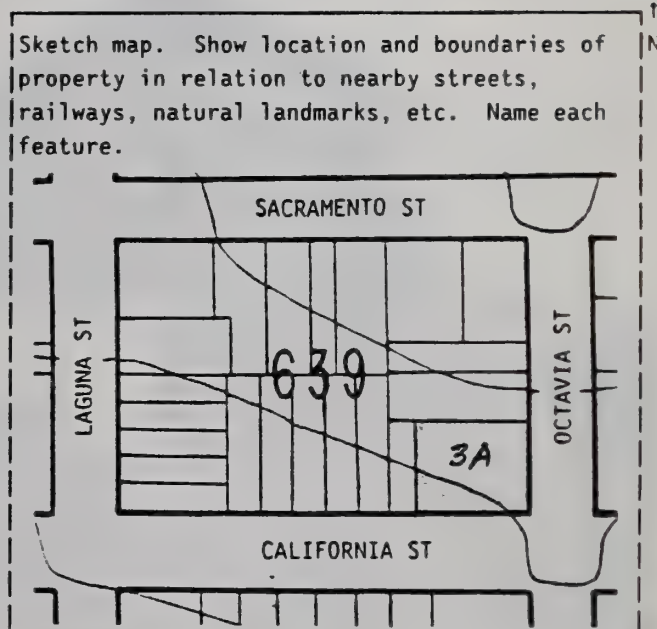 ↑
N
Sketch map. Show location and boundaries of
property in relation to nearby streets,
railways, natural landmarks, etc. Name each
feature.
SACRAMENTO ST
LAGUNA ST
639
OCTAVIA ST
3A
CALIFORNIA ST